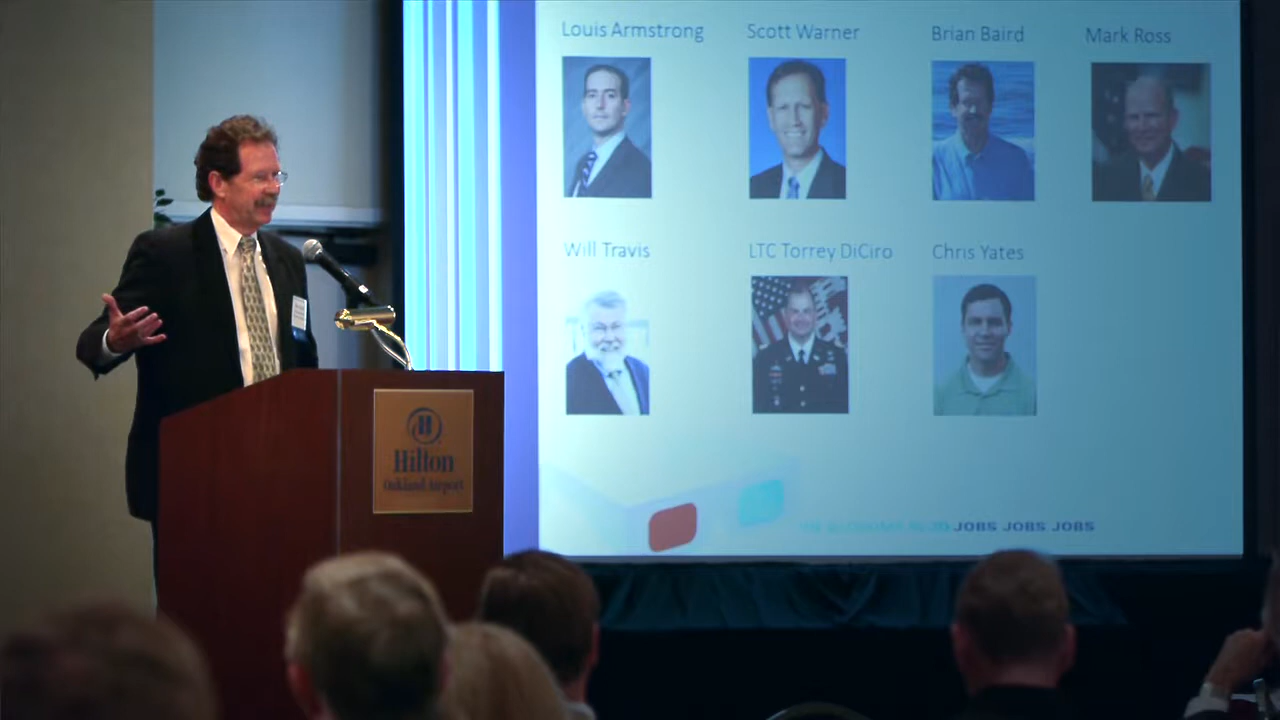 Louis Armstrong
Scott Warner
Brian Baird
Mark Ross
Will Travis
LTC Torrey DiCiro
Chris Yates
JOBS JOBS JOBS
H
Hilton
Oakland Airport